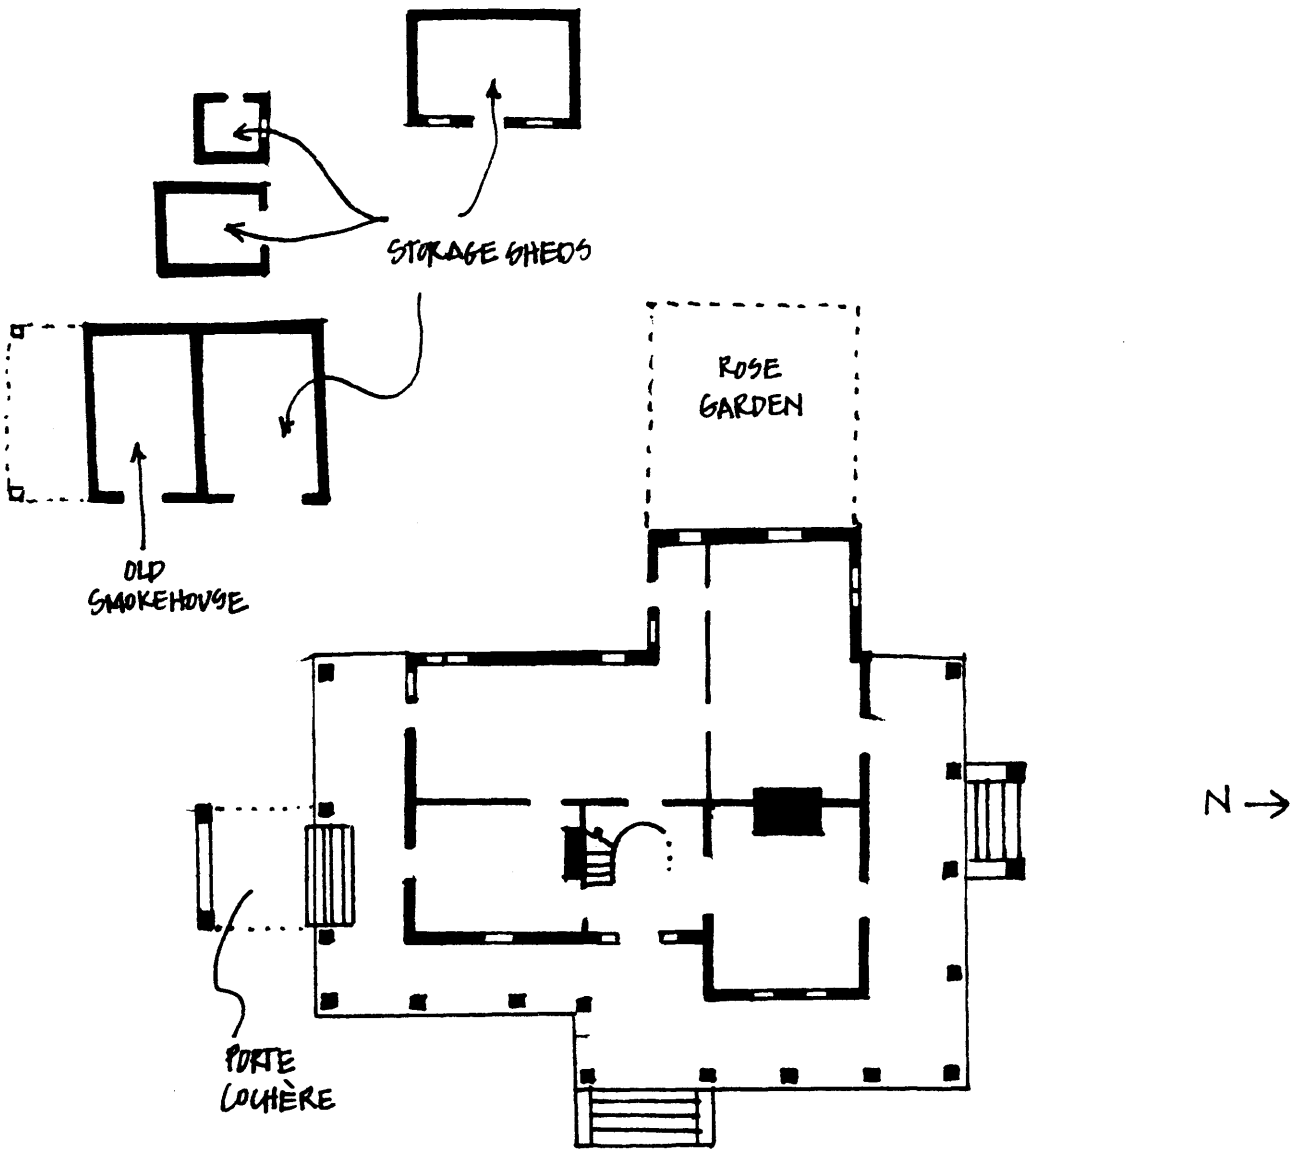 STORAGE SHEDS
ROSE
GARDEN
OLD
SMOKEHOUSE
N
PORTE
COCHÈRE